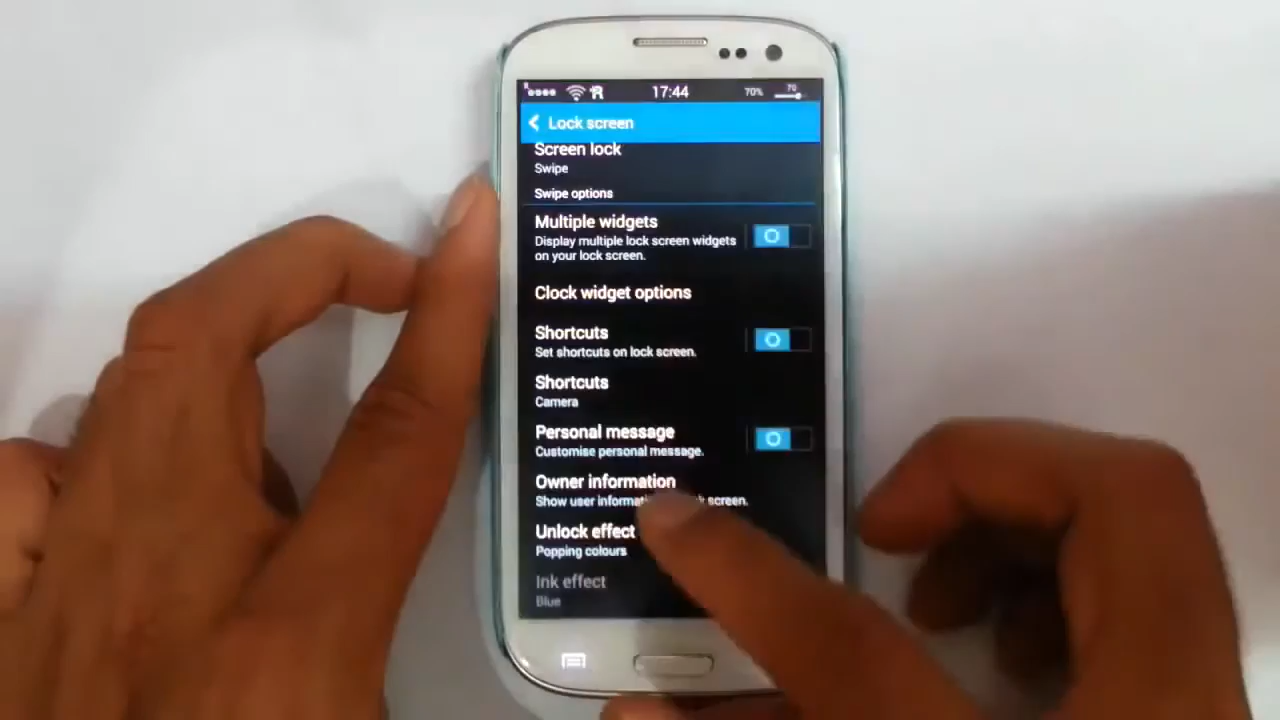 17:44 70% 70
Lock screen
Screen lock
Swipe
Swipe options
Multiple widgets
Display multiple lock screen widgets
on your lock screen.
Clock widget options
Shortcuts
Set shortcuts on lock screen.
Shortcuts
Camera
Personal message
Customise personal message.
Owner information
Show user screen.
Unlock effect
Popping colours
Ink effect
Blue